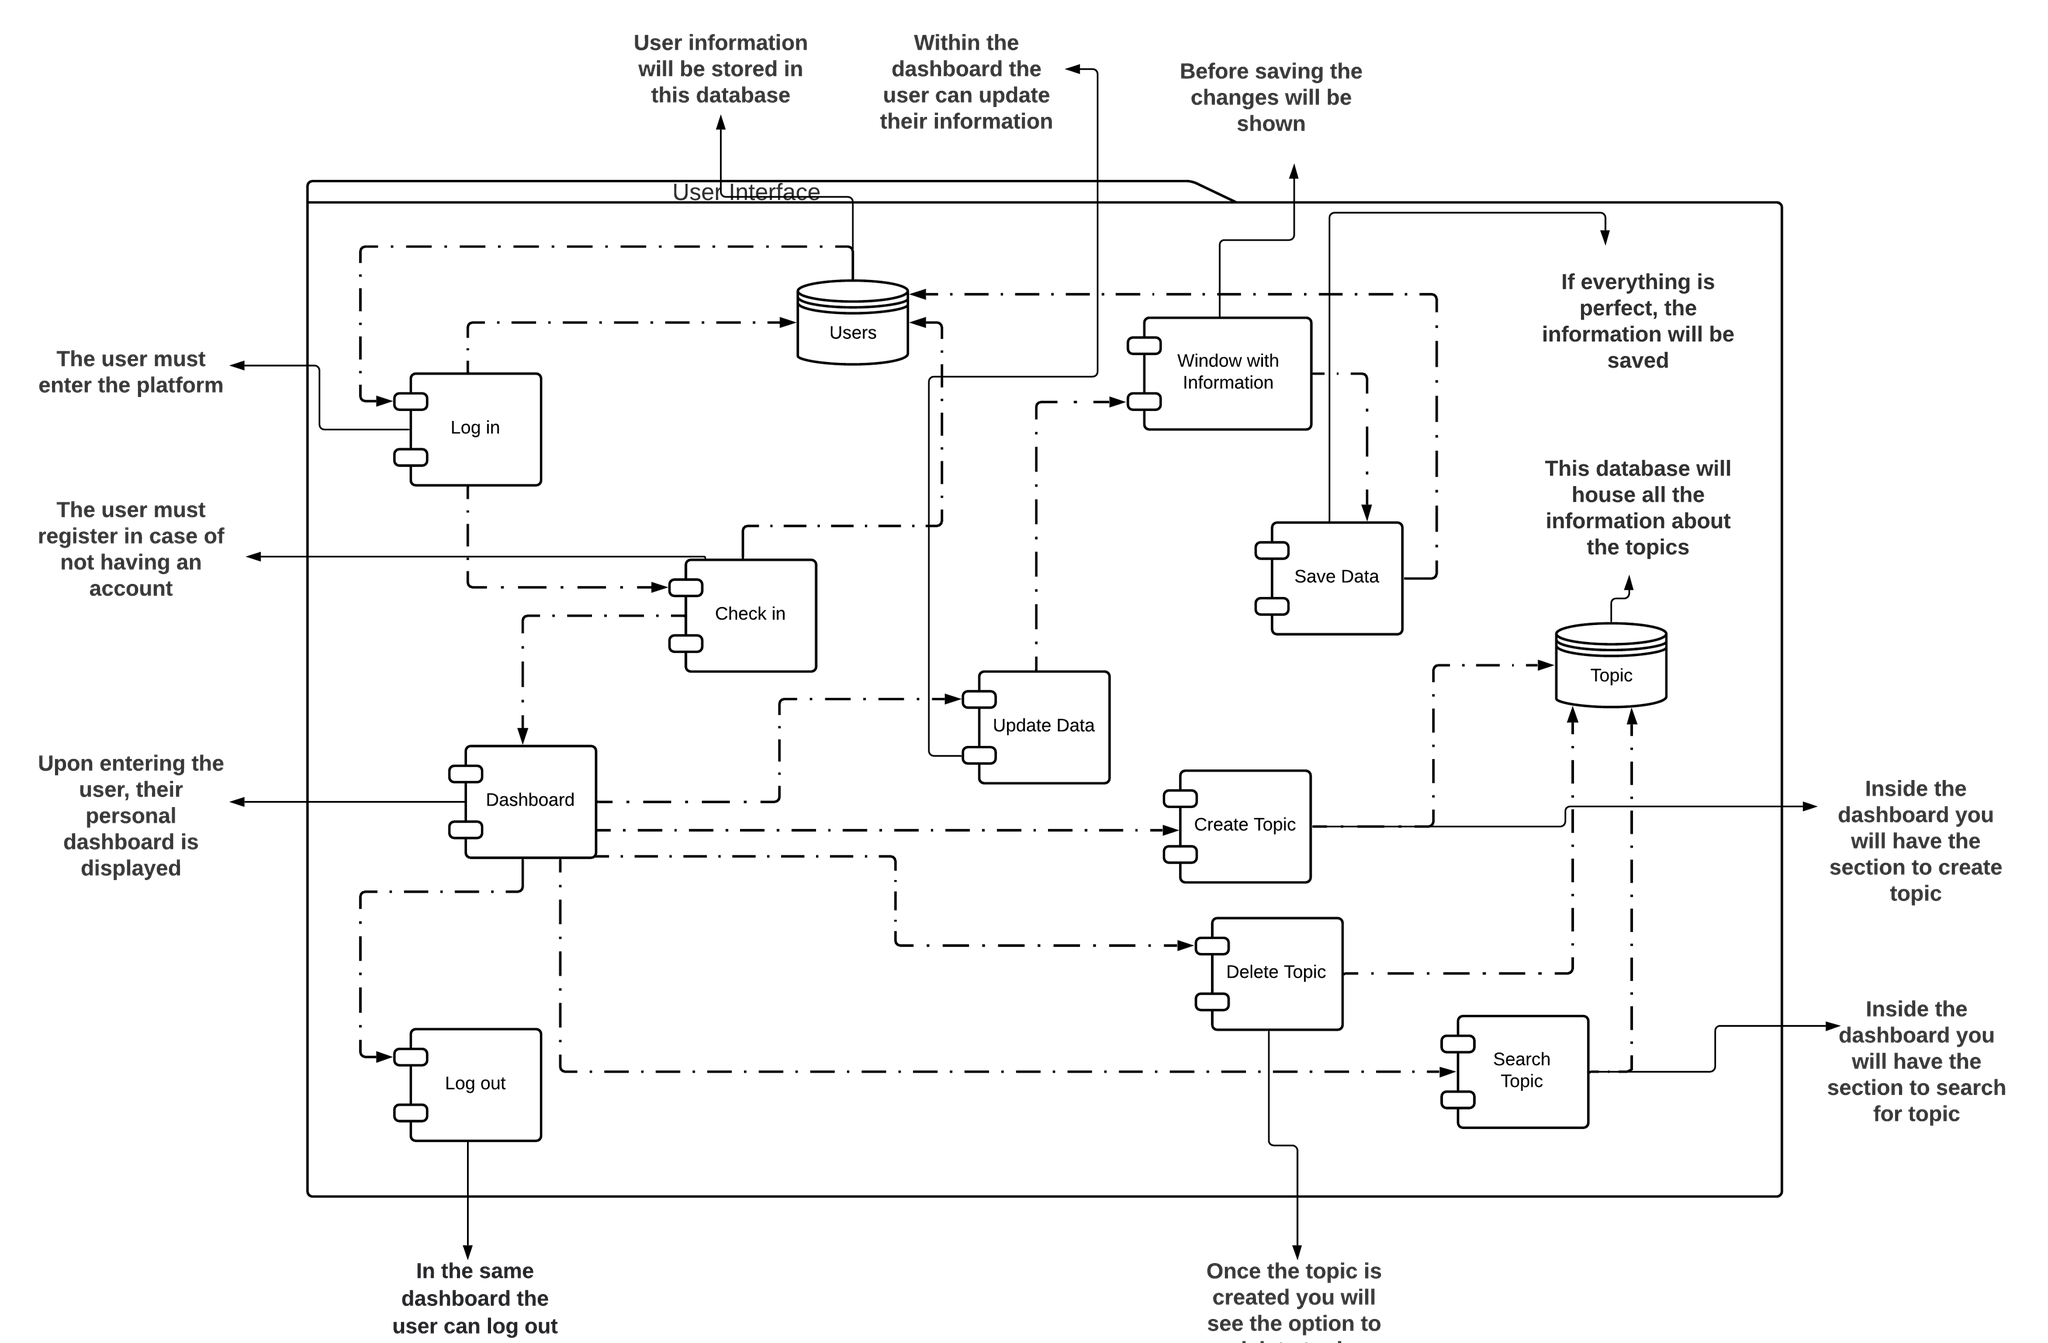 User information
will be stored in
this database
Within the
dashboard the
user can update
their information
Before saving the
changes will be
shown
User Interface
If everything is
perfect, the
information will be
saved
Users
Window with
Information
The user must
enter the platform
Log in
This database will
house all the
information about
the topics
The user must
register in case of
not having an
account
Save Data
Check in
Topic
Update Data
Upon entering the
user, their
personal
dashboard is
displayed
Dashboard
Create Topic
Inside the
dashboard you
will have the
section to create
topic
Delete Topic
Inside the
dashboard you
will have the
section to search
for topic
Search
Topic
Log out
In the same
dashboard the
user can log out
Once the topic is
created you will
see the option to